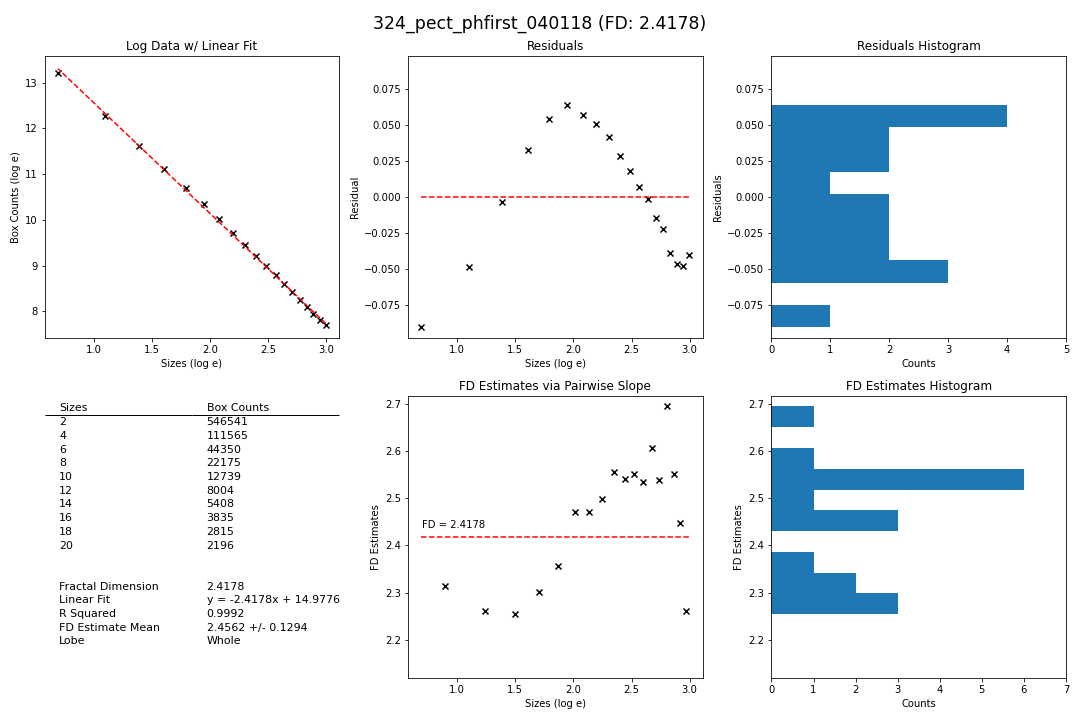 324_pect_phfirst_040118 (FD: 2.4178)
Log Data w/ Linear Fit
13
12
11
10
9
8
Box Counts (log e)
1.0 1.5 2.0 2.5 3.0
Sizes (log e)
Residuals
0.075
0.050
0.025
0.000
−0.025
−0.050
−0.075
Residual
1.0 1.5 2.0 2.5 3.0
Sizes (log e)
Residuals Histogram
0.075
0.050
0.025
0.000
−0.025
−0.050
−0.075
Residuals
0 1 2 3 4 5
Counts
Sizes Box Counts
2 546541
4 111565
6 44350
8 22175
10 12739
12 8004
14 5408
16 3835
18 2815
20 2196
Fractal Dimension 2.4178
Linear Fit y = -2.4178x + 14.9776
R Squared 0.9992
FD Estimate Mean 2.4562 +/- 0.1294
Lobe Whole
FD Estimates via Pairwise Slope
2.7
2.6
2.5
2.4
2.3
2.2
FD Estimates
FD = 2.4178
1.0 1.5 2.0 2.5 3.0
Sizes (log e)
FD Estimates Histogram
2.7
2.6
2.5
2.4
2.3
2.2
FD Estimates
0 1 2 3 4 5 6 7
Counts